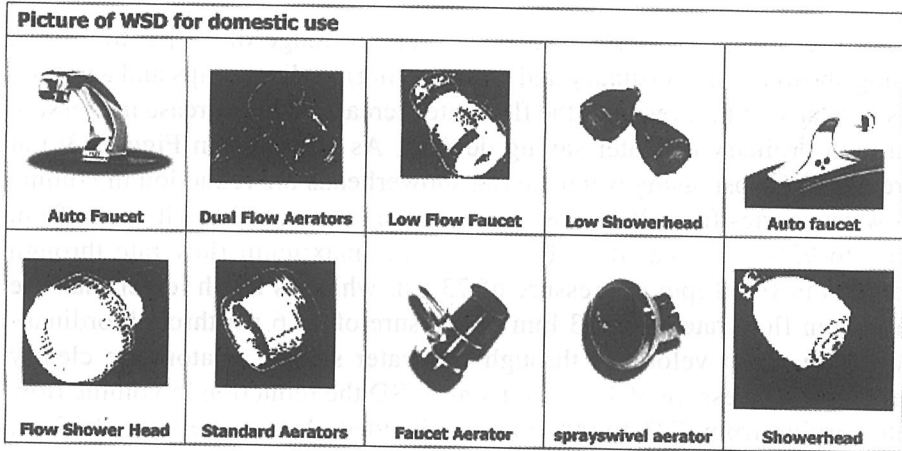 Picture of WSD for domestic use
Auto Faucet
Dual Flow Aerators
Low Flow Faucet
Low Showerhead
Auto faucet
Flow Shower Head
Standard Aerators
Faucet Aerator
sprayswivel aerator
Showerhead